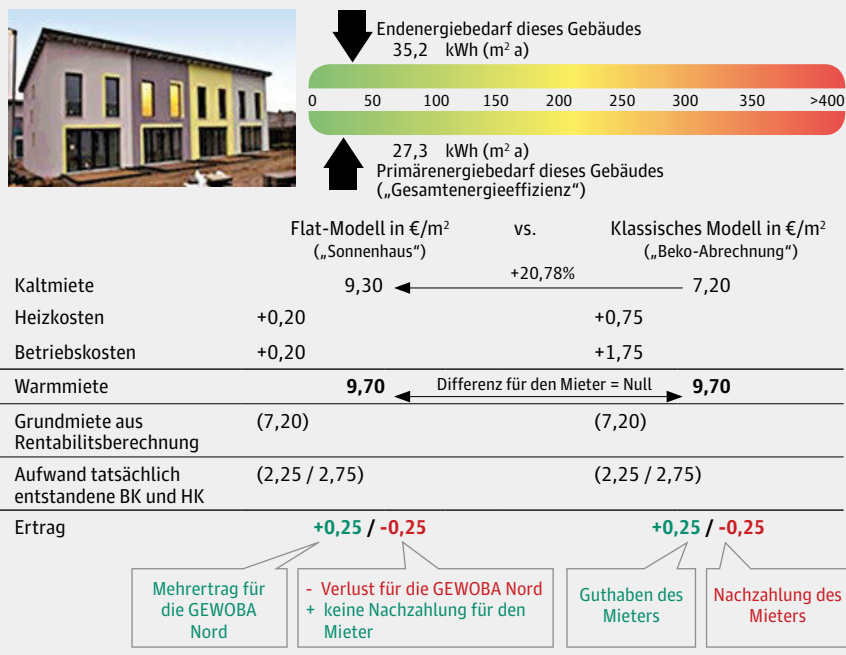 Endenergiebedarf dieses Gebäudes
35,2 kWh (m² a)
0 50 100 150 200 250 300 350 >400
27,3 kWh (m² a)
Primärenergiebedarf dieses Gebäudes
(„Gesamtenergieeffizienz“)
Flat-Modell in €/m² vs. Klassisches Modell in €/m²
(„Sonnenhaus“) („Beko-Abrechnung“)
Kaltmiete 9,30 +20,78% 7,20
Heizkosten +0,20 +0,75
Betriebskosten +0,20 +1,75
Warmmiete 9,70 Differenz für den Mieter = Null 9,70
Grundmiete aus (7,20) (7,20)
Rentabilitsberechnung
Aufwand tatsächlich (2,25 / 2,75) (2,25 / 2,75)
entstandene BK und HK
Ertrag +0,25 / -0,25 +0,25 / -0,25
Mehrertrag für
die GEWOBA
Nord
- Verlust für die GEWOBA Nord
+ keine Nachzahlung für den
Mieter
Guthaben des
Mieters
Nachzahlung des
Mieters